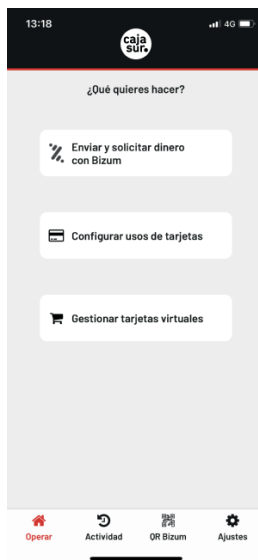 13:18
4G
caja
sur.
¿Qué quieres hacer?
Enviar y solicitar dinero
con Bizum
Configurar usos de tarjetas
Gestionar tarjetas virtuales
Operar
Actividad
QR Bizum
Ajustes